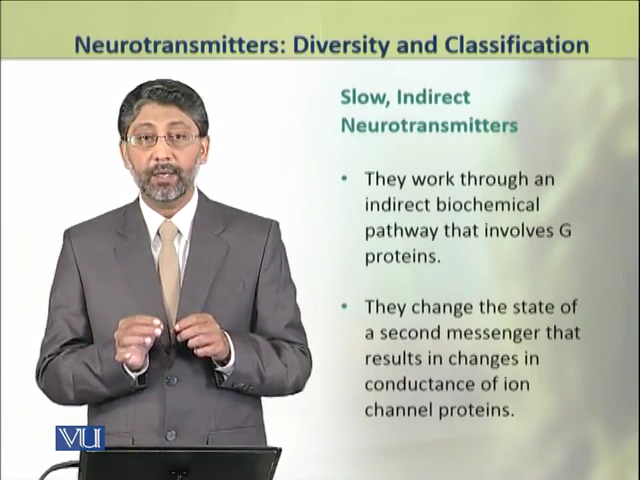 Neurotransmitters: Diversity and Classification
Slow, Indirect
Neurotransmitters
• They work through an
indirect biochemical
pathway that involves G
proteins.
• They change the state of
a second messenger that
results in changes in
conductance of ion
channel proteins.
VU